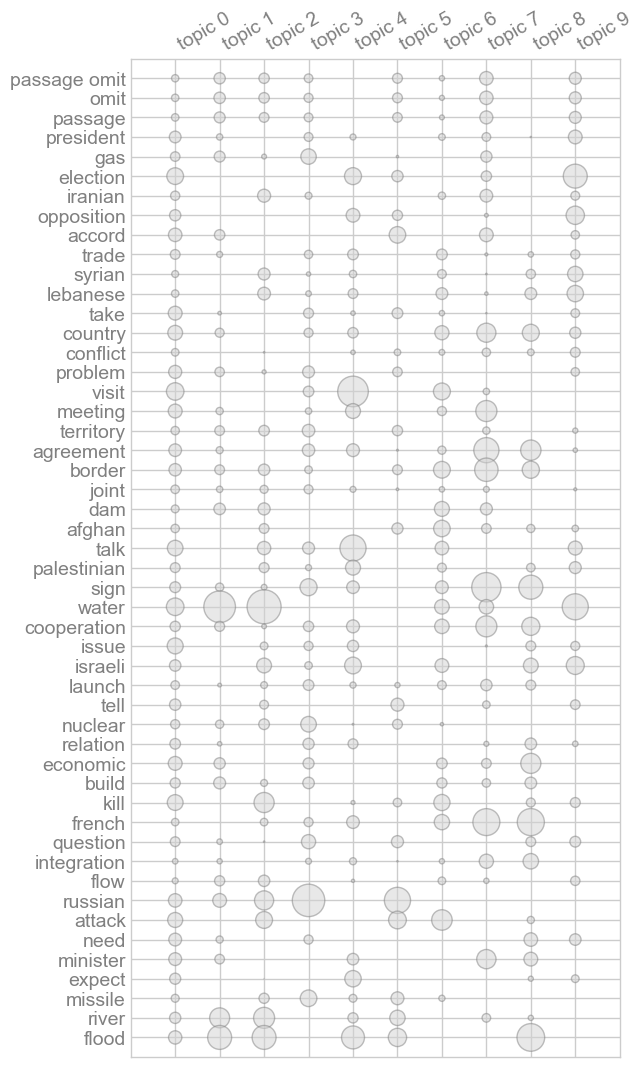 topic 0
topic 1
topic 2
topic 3
topic 4
topic 5
topic 6
topic 7
topic 8
topic 9
passage omit
omit
passage
president
gas
election
iranian
opposition
accord
trade
syrian
lebanese
take
country
conflict
problem
visit
meeting
territory
agreement
border
joint
dam
afghan
talk
palestinian
sign
water
cooperation
issue
israeli
launch
tell
nuclear
relation
economic
build
kill
french
question
integration
flow
russian
attack
need
minister
expect
missile
river
flood